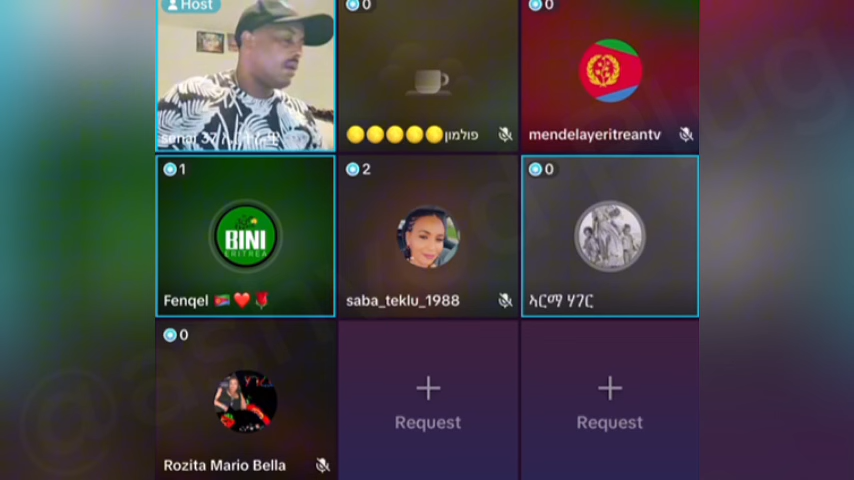 Host
0
0
פולמון
mendelayeritreantv
1
2
0
BINI
ERITREA
Fenqel
saba_teklu_1988
ኣርማ ሃገር
0
Rozita Mario Bella
Request
Request